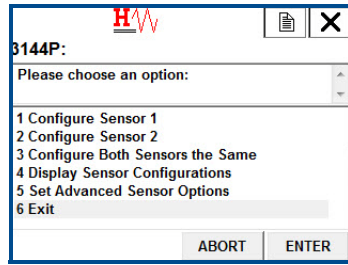 H
3144P:
Please choose an option:
1 Configure Sensor 1
2 Configure Sensor 2
3 Configure Both Sensors the Same
4 Display Sensor Configurations
5 Set Advanced Sensor Options
6 Exit
ABORT ENTER